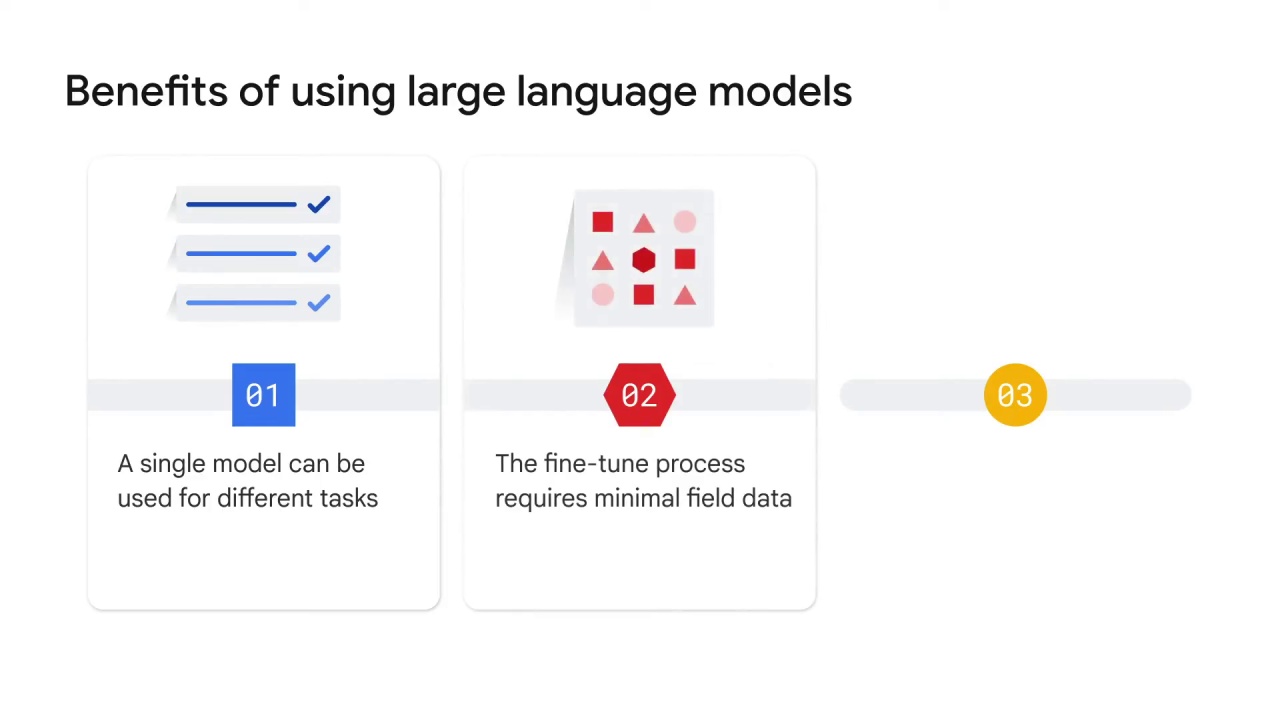 Benefits of using large language models
01
A single model can be
used for different tasks
02
The fine-tune process
requires minimal field data
03